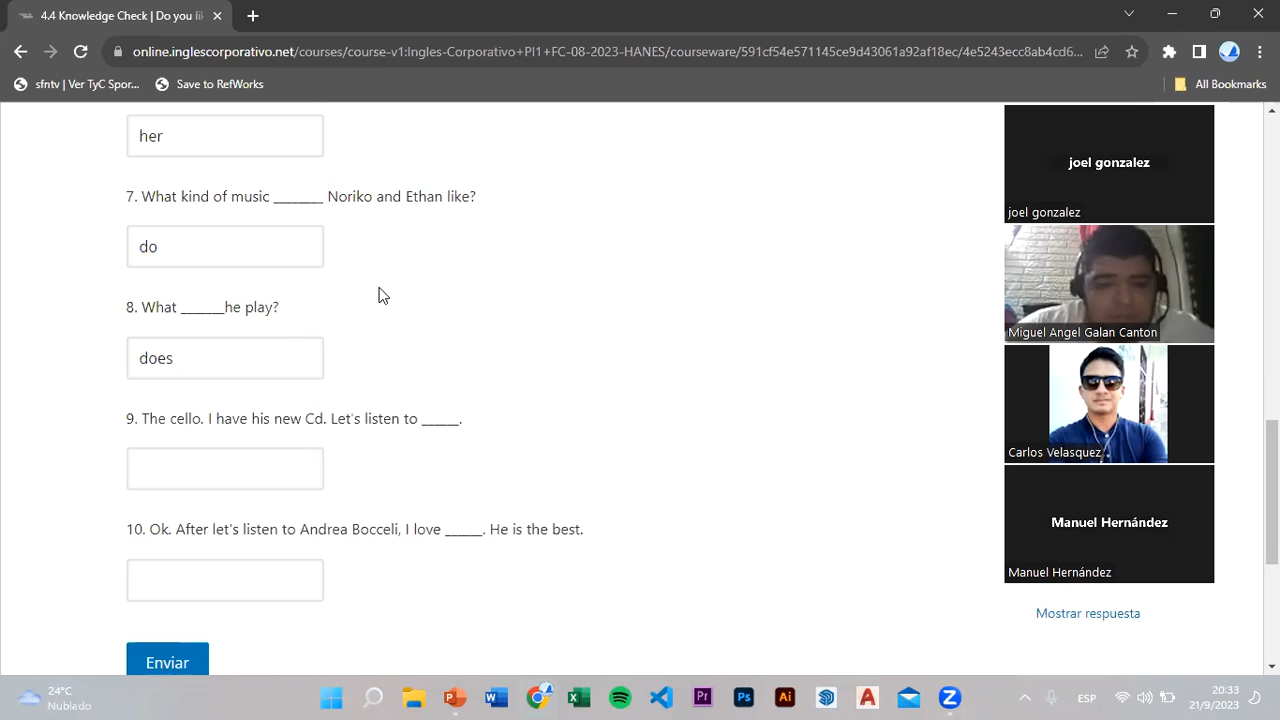 4.4 Knowledge Check | Do you li
online.inglescorporativo.net/courses/course-v1:Ingles-Corporativo+PI1+FC-08-2023-HANES/courseware/591cf54e571145ce9d43061a92af18ec/4e5243ecc8ab4cd6...
sfntv | Ver TyC Spor...
Save to RefWorks
All Bookmarks
her
7. What kind of music ________ Noriko and Ethan like?
do
8. What _______he play?
does
9. The cello. I have his new Cd. Let's listen to ______.
10. Ok. After let's listen to Andrea Bocceli, I love ______. He is the best.
Enviar
Mostrar respuesta
joel gonzalez
joel gonzalez
Miguel Angel Galan Canton
Carlos Velasquez
Manuel Hernández
Manuel Hernández
24°C
Nublado
ESP
20:33
21/9/2023